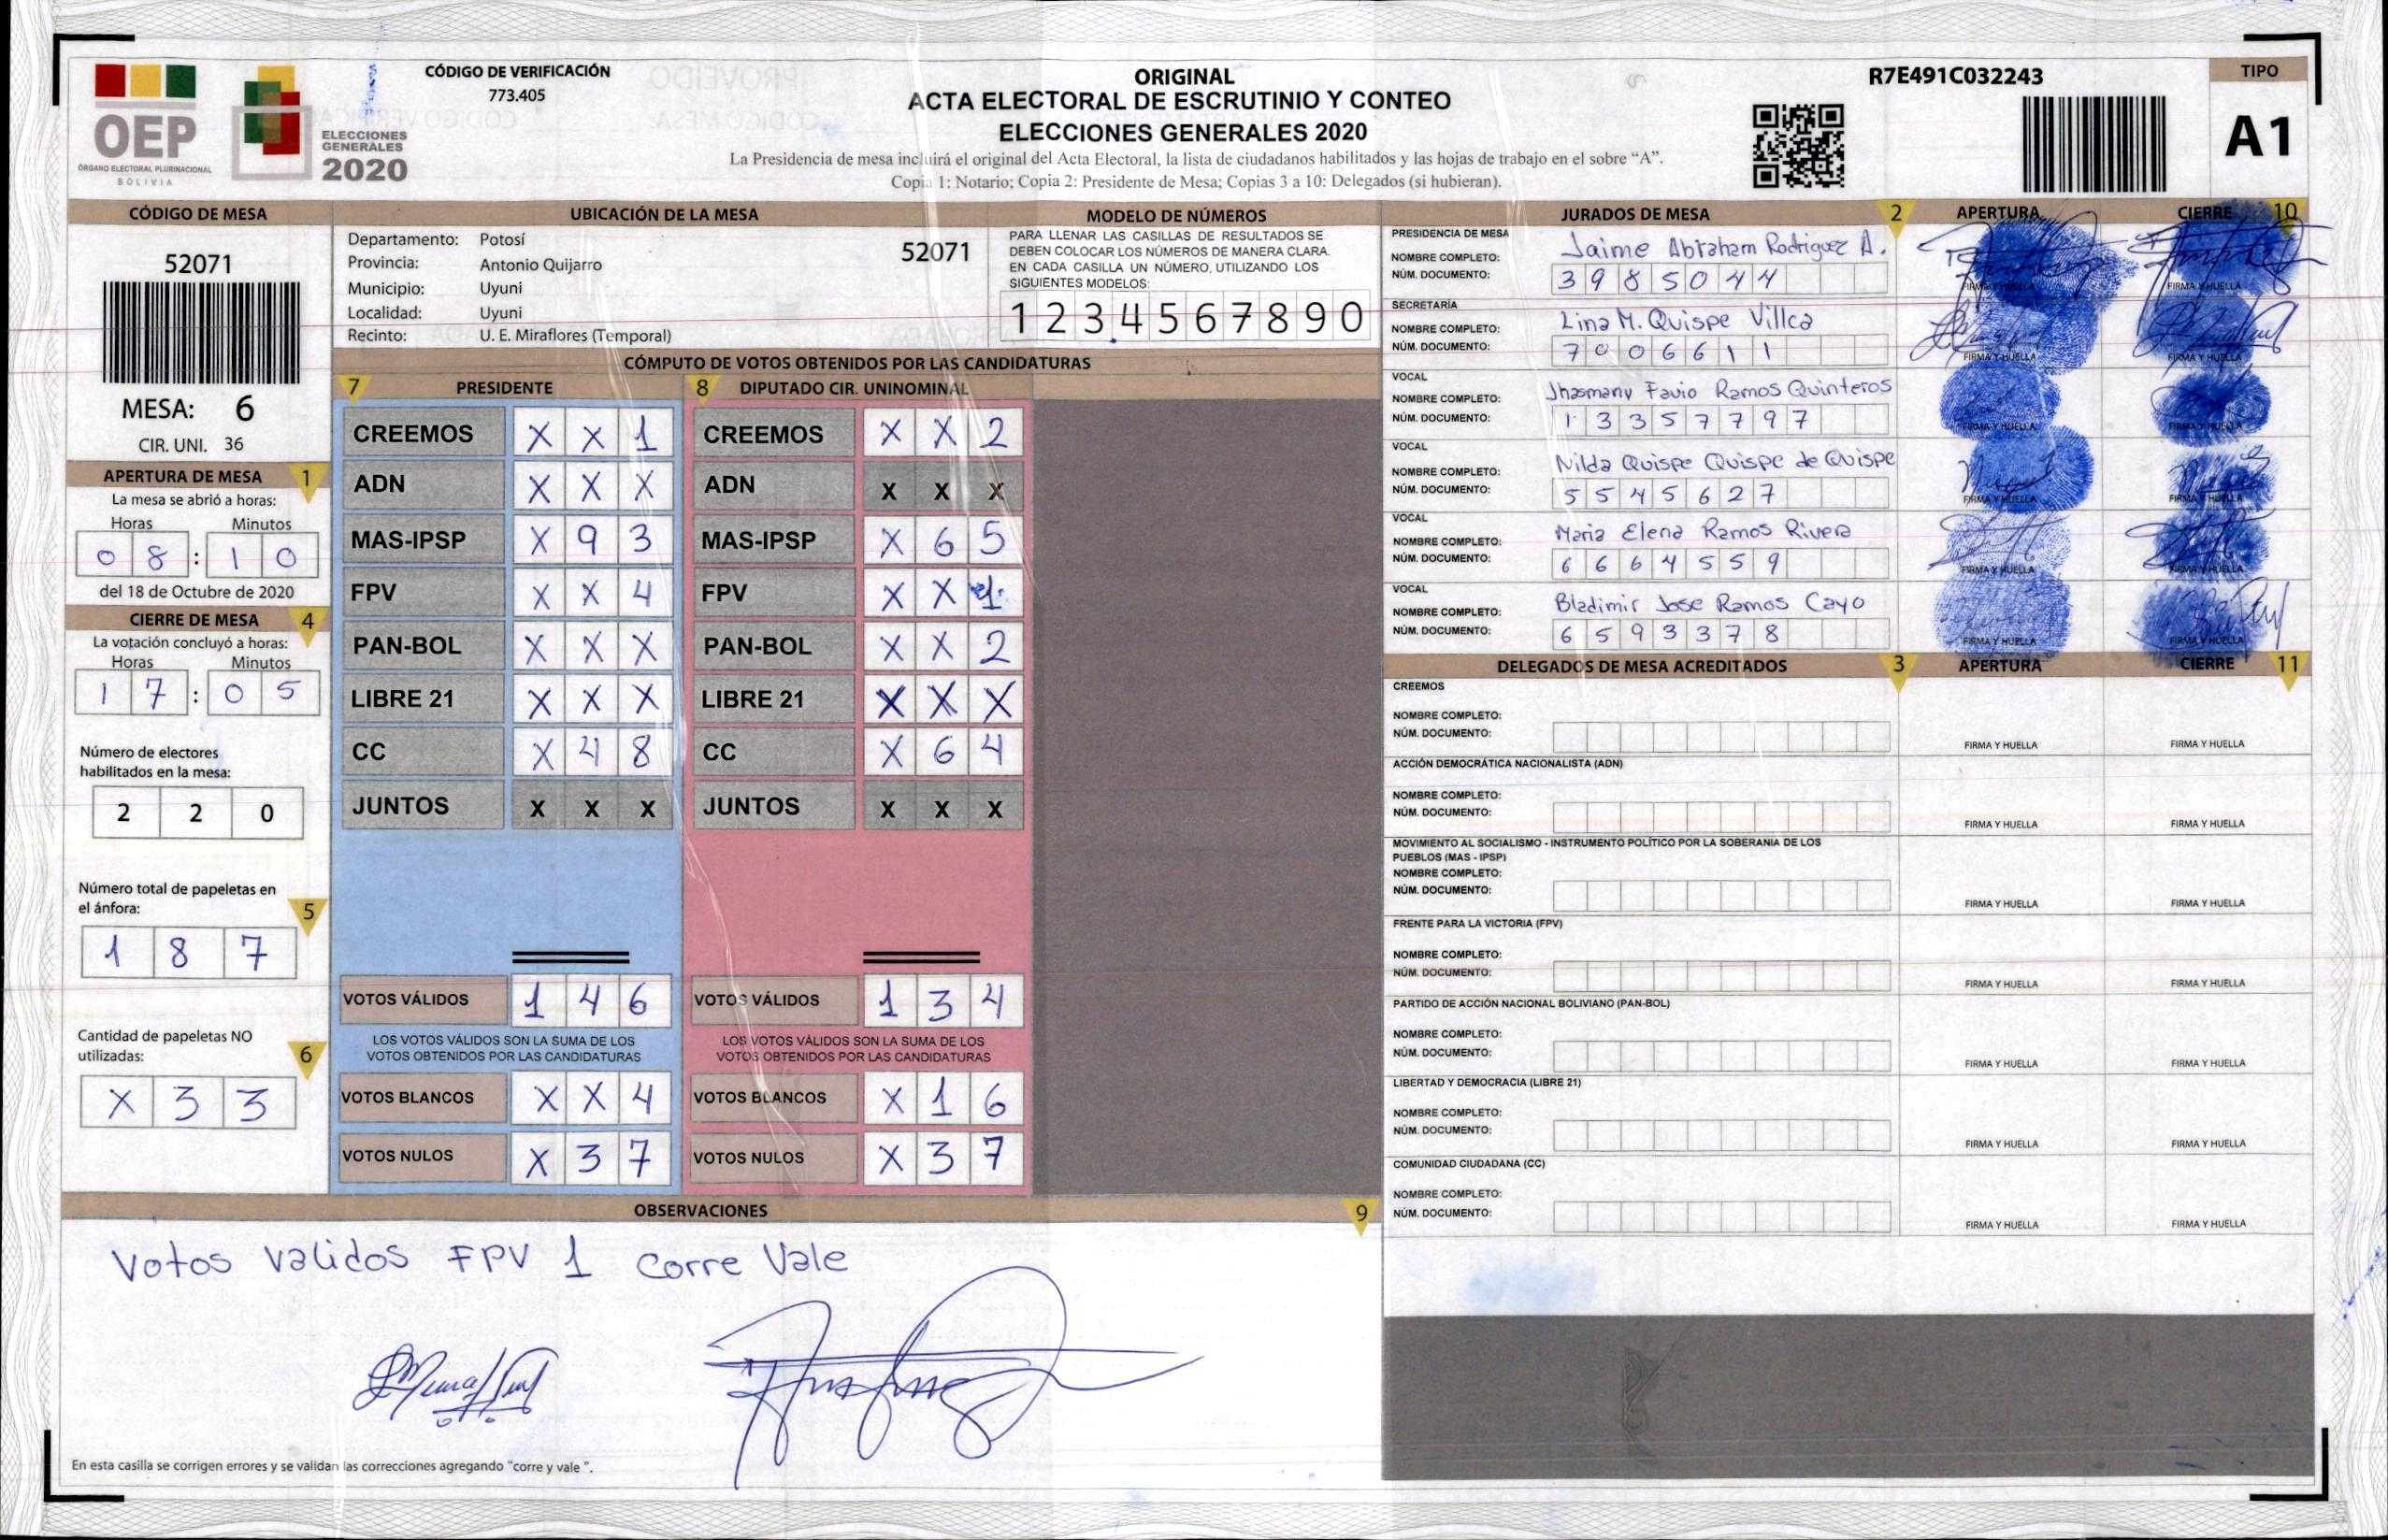 OEP
ÓRGANO ELECTORAL PLURINACIONAL
BOLIVIA
ELECCIONES
GENERALES
2020
CÓDIGO DE VERIFICACIÓN
773.405
ORIGINAL
ACTA ELECTORAL DE ESCRUTINIO Y CONTEO
ELECCIONES GENERALES 2020
La Presidencia de mesa incluirá el original del Acta Electoral, la lista de ciudadanos habilitados y las hojas de trabajo en el sobre “A”.
Copia 1: Notario; Copia 2: Presidente de Mesa; Copias 3 a 10: Delegados (si hubieran).
R7E491C032243
TIPO
A1
CÓDIGO DE MESA
52071
MESA: 6
CIR. UNI. 36
APERTURA DE MESA 1
La mesa se abrió a horas:
Horas Minutos
0 8 : 1 0
del 18 de Octubre de 2020
CIERRE DE MESA 4
La votación concluyó a horas:
Horas Minutos
1 7 : 0 5
Número de electores
habilitados en la mesa:
2 2 0
Número total de papeletas en
el ánfora: 5
1 8 7
Cantidad de papeletas NO
utilizadas: 6
X 3 3
UBICACIÓN DE LA MESA
Departamento: Potosí
52071
Provincia: Antonio Quijarro
Municipio: Uyuni
Localidad: Uyuni
Recinto: U. E. Miraflores (Temporal)
MODELO DE NÚMEROS
PARA LLENAR LAS CASILLAS DE RESULTADOS SE
DEBEN COLOCAR LOS NÚMEROS DE MANERA CLARA.
EN CADA CASILLA UN NÚMERO, UTILIZANDO LOS
SIGUIENTES MODELOS:
1 2 3 4 5 6 7 8 9 0
CÓMPUTO DE VOTOS OBTENIDOS POR LAS CANDIDATURAS
7 PRESIDENTE
CREEMOS X X 1
ADN X X X
MAS-IPSP X 9 3
FPV X X 4
PAN-BOL X X X
LIBRE 21 X X X
CC X 4 8
JUNTOS X X X
VOTOS VÁLIDOS 1 4 6
LOS VOTOS VÁLIDOS SON LA SUMA DE LOS
VOTOS OBTENIDOS POR LAS CANDIDATURAS
VOTOS BLANCOS X X 4
VOTOS NULOS X 3 7
8 DIPUTADO CIR. UNINOMINAL
CREEMOS X X 2
ADN X X X
MAS-IPSP X 6 5
FPV X X 1
PAN-BOL X X 2
LIBRE 21 X X X
CC X 6 4
JUNTOS X X X
VOTOS VÁLIDOS 1 3 4
LOS VOTOS VÁLIDOS SON LA SUMA DE LOS
VOTOS OBTENIDOS POR LAS CANDIDATURAS
VOTOS BLANCOS X 1 6
VOTOS NULOS X 3 7
OBSERVACIONES 9
Votos Validos FPV 1 Corre Vale
En esta casilla se corrigen errores y se validan las correcciones agregando “corre y vale ”.
JURADOS DE MESA 2 APERTURA CIERRE 10
PRESIDENCIA DE MESA
NOMBRE COMPLETO: Jaime Abraham Rodriguez A.
NÚM. DOCUMENTO: 3 9 8 5 0 4 4
FIRMA Y HUELLA FIRMA Y HUELLA
SECRETARÍA
NOMBRE COMPLETO: Lina M. Quispe Villca
NÚM. DOCUMENTO: 7 0 0 6 6 1 1
FIRMA Y HUELLA FIRMA Y HUELLA
VOCAL
NOMBRE COMPLETO: Jhasmany Favio Ramos Quinteros
NÚM. DOCUMENTO: 1 3 3 5 7 7 9 7
FIRMA Y HUELLA FIRMA Y HUELLA
VOCAL
NOMBRE COMPLETO: Nilda Quispe Quispe de Quispe
NÚM. DOCUMENTO: 5 5 4 5 6 2 7
FIRMA Y HUELLA FIRMA Y HUELLA
VOCAL
NOMBRE COMPLETO: Maria Elena Ramos Rivera
NÚM. DOCUMENTO: 6 6 6 4 5 5 9
FIRMA Y HUELLA FIRMA Y HUELLA
VOCAL
NOMBRE COMPLETO: Bladimir Jose Ramos Cayo
NÚM. DOCUMENTO: 6 5 9 3 3 7 8
FIRMA Y HUELLA FIRMA Y HUELLA
DELEGADOS DE MESA ACREDITADOS 3 APERTURA CIERRE 11
CREEMOS
NOMBRE COMPLETO:
NÚM. DOCUMENTO:
FIRMA Y HUELLA FIRMA Y HUELLA
ACCIÓN DEMOCRÁTICA NACIONALISTA (ADN)
NOMBRE COMPLETO:
NÚM. DOCUMENTO:
FIRMA Y HUELLA FIRMA Y HUELLA
MOVIMIENTO AL SOCIALISMO - INSTRUMENTO POLÍTICO POR LA SOBERANIA DE LOS
PUEBLOS (MAS - IPSP)
NOMBRE COMPLETO:
NÚM. DOCUMENTO:
FIRMA Y HUELLA FIRMA Y HUELLA
FRENTE PARA LA VICTORIA (FPV)
NOMBRE COMPLETO:
NÚM. DOCUMENTO:
FIRMA Y HUELLA FIRMA Y HUELLA
PARTIDO DE ACCIÓN NACIONAL BOLIVIANO (PAN-BOL)
NOMBRE COMPLETO:
NÚM. DOCUMENTO:
FIRMA Y HUELLA FIRMA Y HUELLA
LIBERTAD Y DEMOCRACIA (LIBRE 21)
NOMBRE COMPLETO:
NÚM. DOCUMENTO:
FIRMA Y HUELLA FIRMA Y HUELLA
COMUNIDAD CIUDADANA (CC)
NOMBRE COMPLETO:
NÚM. DOCUMENTO:
FIRMA Y HUELLA FIRMA Y HUELLA